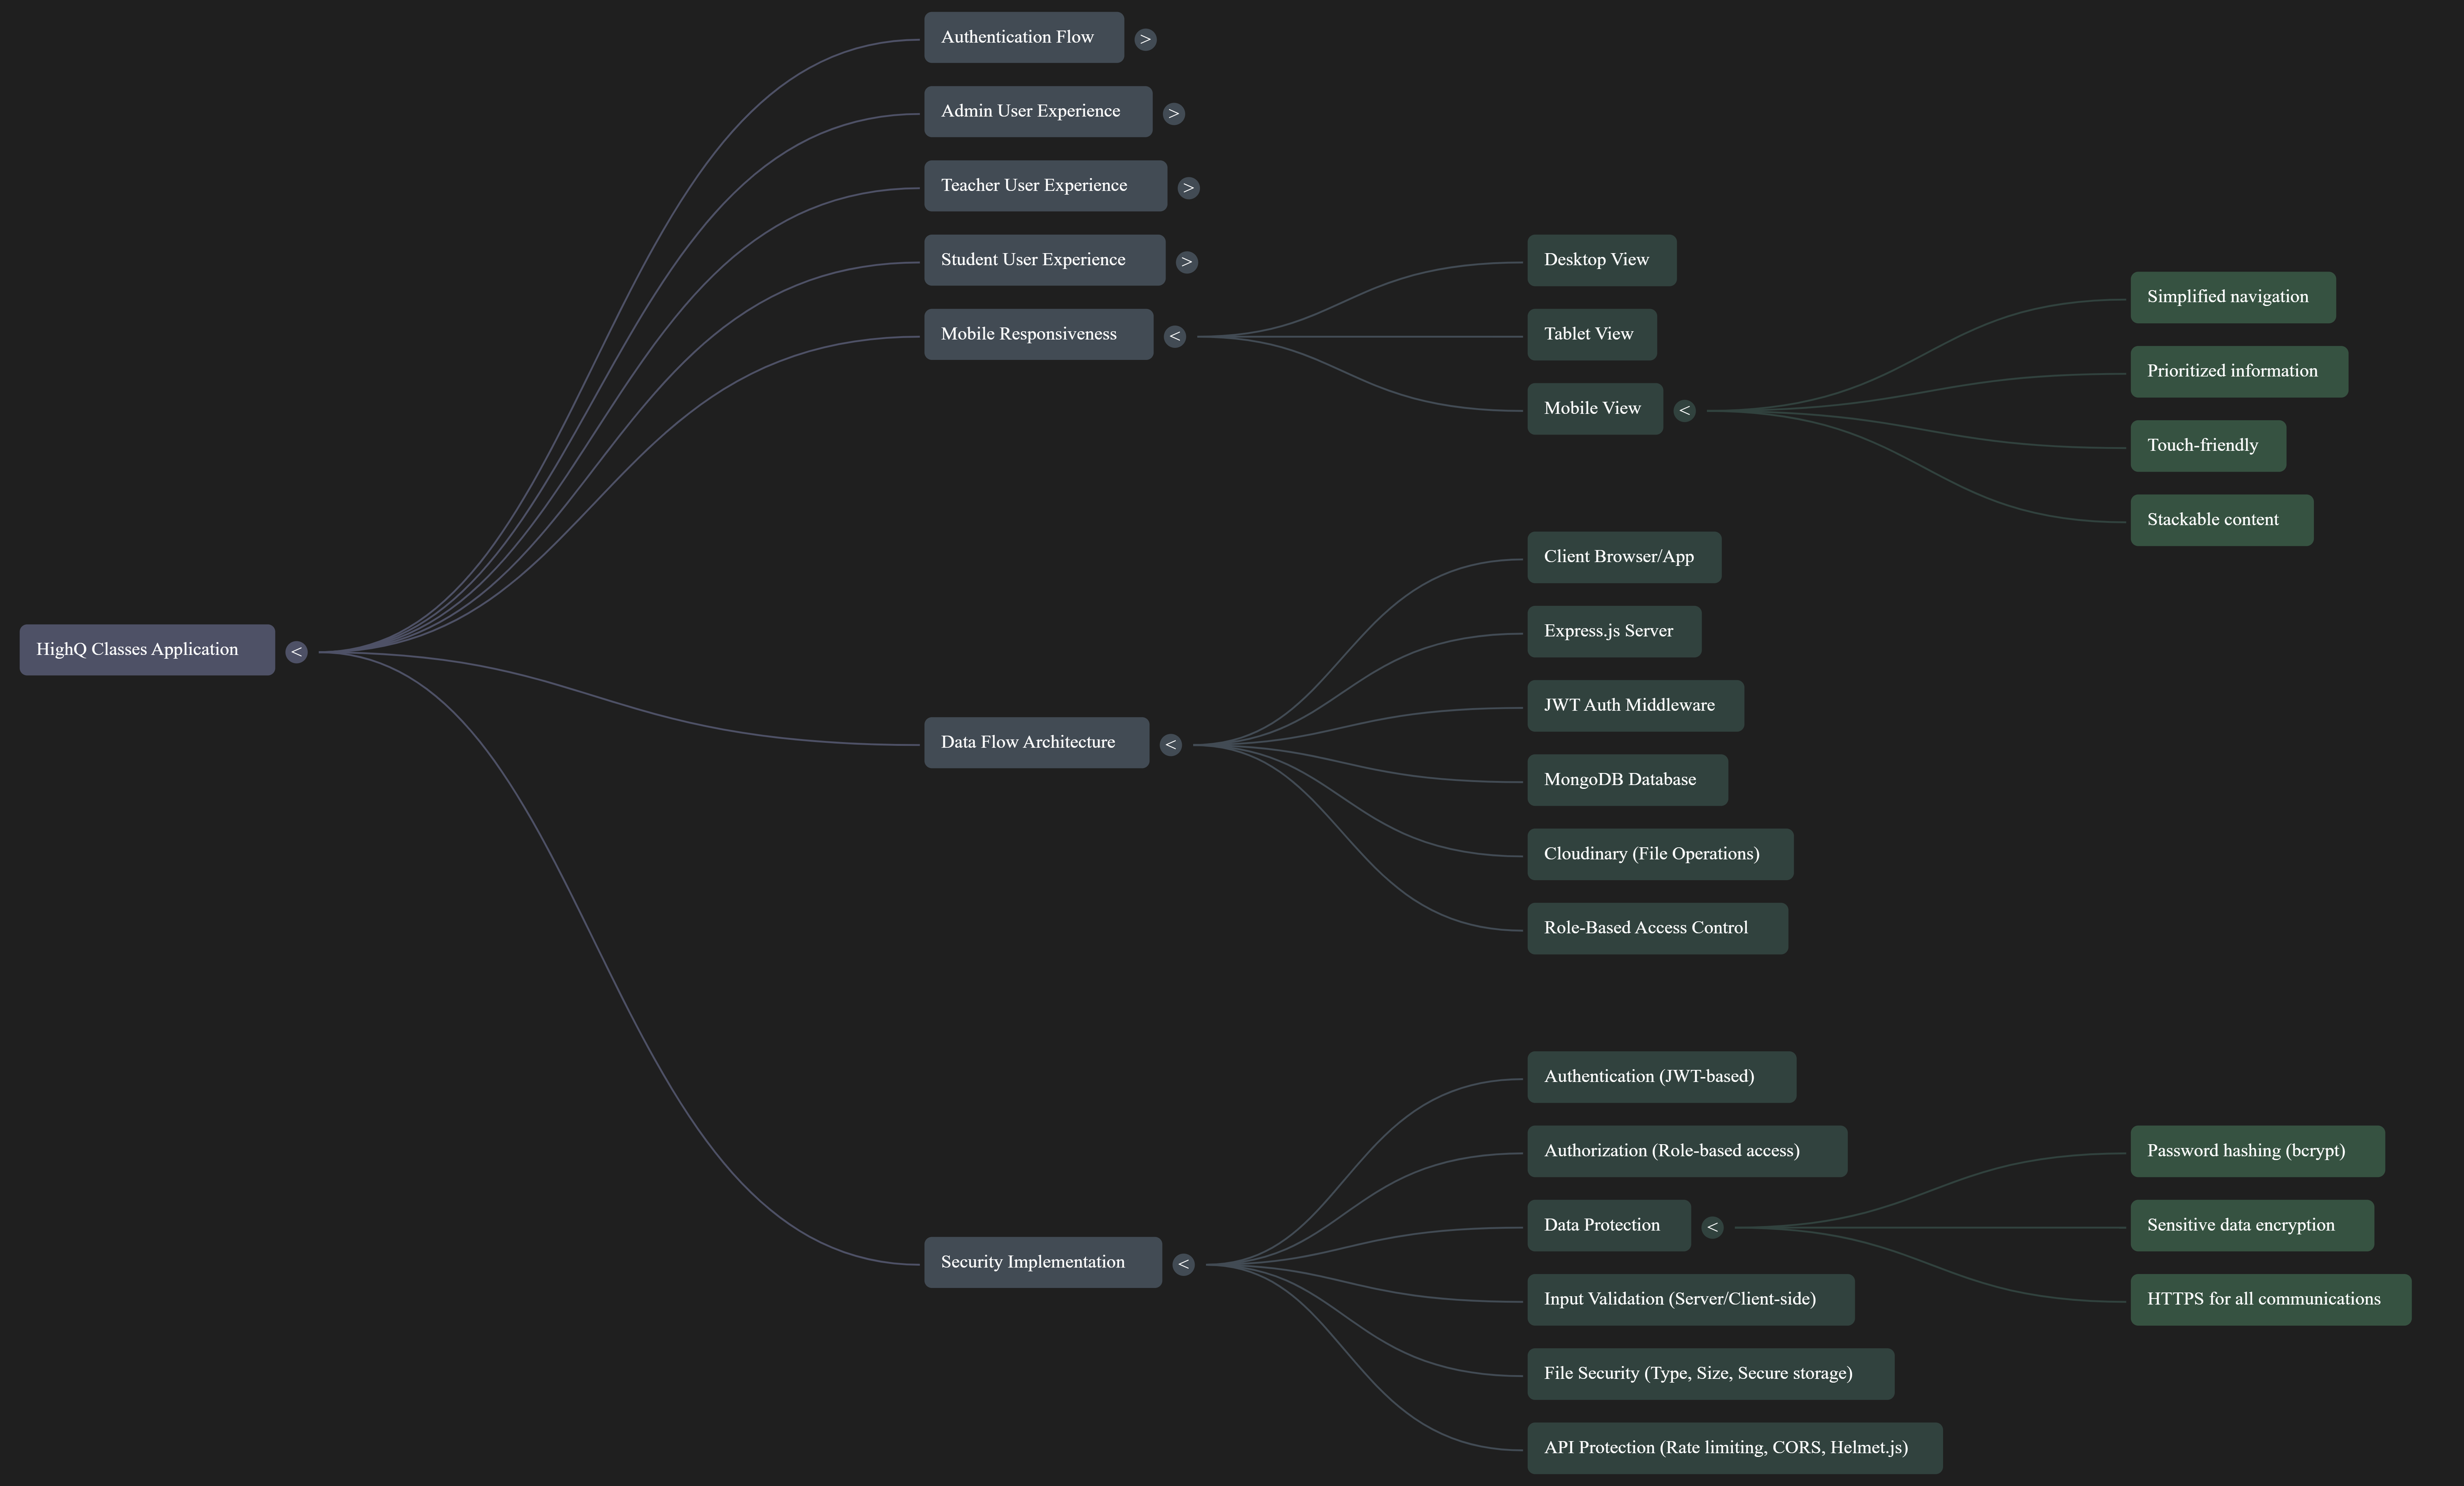 HighQ Classes Application
<
Authentication Flow
>
Admin User Experience
>
Teacher User Experience
>
Student User Experience
>
Mobile Responsiveness
<
Desktop View
Tablet View
Mobile View
<
Simplified navigation
Prioritized information
Touch-friendly
Stackable content
Data Flow Architecture
<
Client Browser/App
Express.js Server
JWT Auth Middleware
MongoDB Database
Cloudinary (File Operations)
Role-Based Access Control
Security Implementation
<
Authentication (JWT-based)
Authorization (Role-based access)
Data Protection
<
Password hashing (bcrypt)
Sensitive data encryption
HTTPS for all communications
Input Validation (Server/Client-side)
File Security (Type, Size, Secure storage)
API Protection (Rate limiting, CORS, Helmet.js)